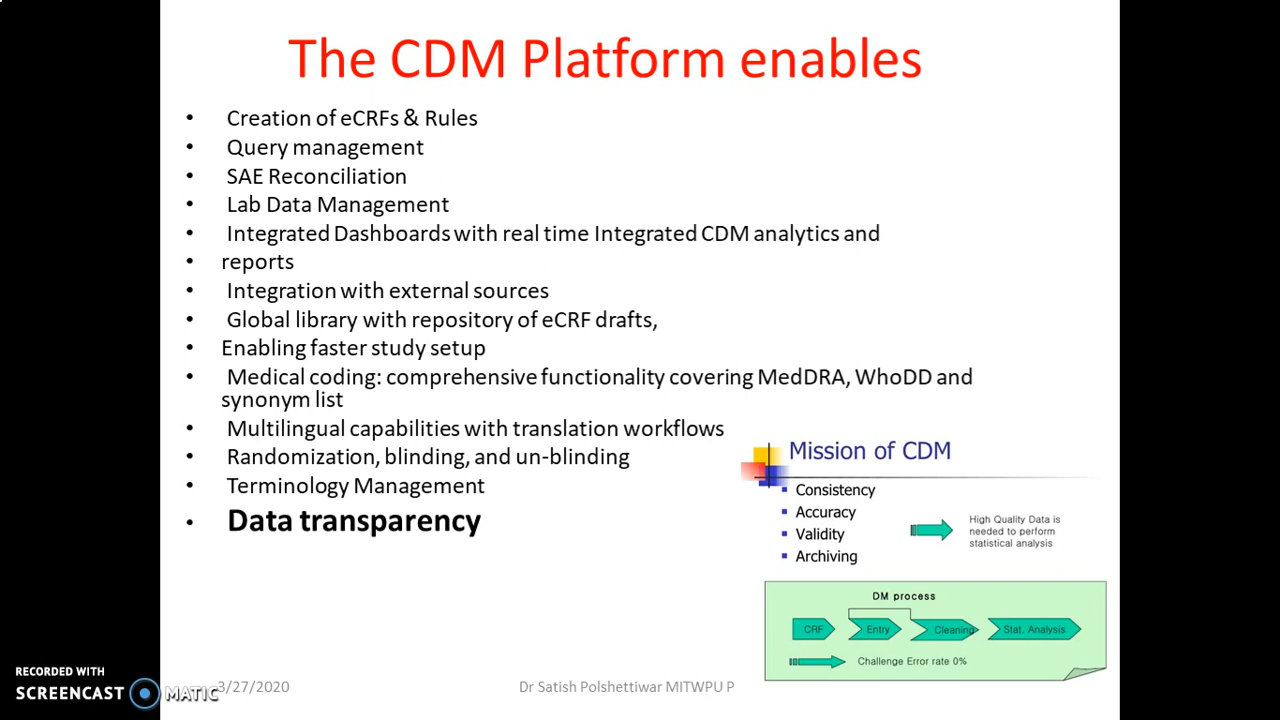 The CDM Platform enables
• Creation of eCRFs & Rules
• Query management
• SAE Reconciliation
• Lab Data Management
• Integrated Dashboards with real time Integrated CDM analytics and
• reports
• Integration with external sources
• Global library with repository of eCRF drafts,
• Enabling faster study setup
• Medical coding: comprehensive functionality covering MedDRA, WhoDD and
synonym list
• Multilingual capabilities with translation workflows
• Randomization, blinding, and un-blinding
• Terminology Management
• Data transparency
Mission of CDM
Consistency
Accuracy
Validity
Archiving
High Quality Data is
needed to perform
statistical analysis
DM process
CRF Entry Cleaning Stat. Analysis
Challenge Error rate 0%
RECORDED WITH
SCREENCAST MATIC
3/27/2020
Dr Satish Polshettiwar MITWPU P